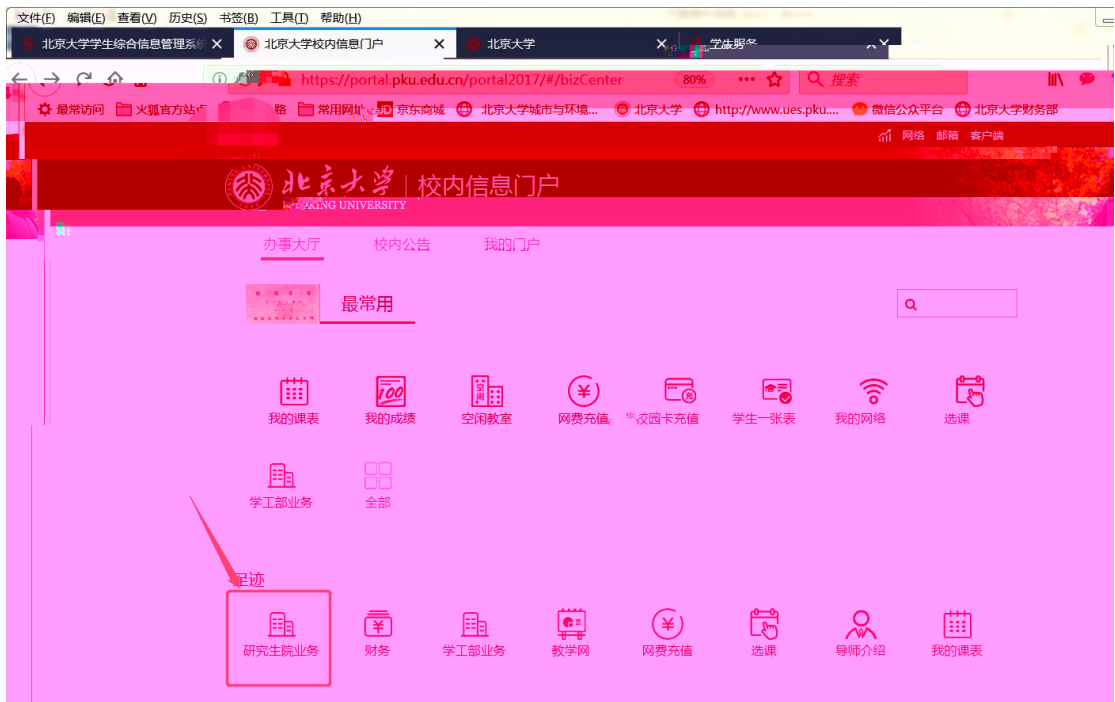 文件(F) 编辑(E) 查看(V) 历史(S) 书签(B) 工具(T) 帮助(H)
北京大学学生综合信息管理系统 × 北京大学校内信息门户 × 北京大学 × 学生服务 ×
https://portal.pku.edu.cn/portal2017/#/bizCenter 80% ••• 搜索
最常访问 火狐官方站点 常用网址 JD 京东商城 北京大学城市与环境... 北京大学 http://www.ues.pku.... 微信公众平台 北京大学财务部
网络 邮箱 客户端
北京大学 校内信息门户
PEKING UNIVERSITY
办事大厅 校内公告 我的门户
最常用
我的课表 我的成绩 空闲教室 网费充值 校园卡充值 学生一张表 我的网络 选课
学工部业务 全部
足迹
研究生院业务 财务 学工部业务 教学网 网费充值 选课 导师介绍 我的课表